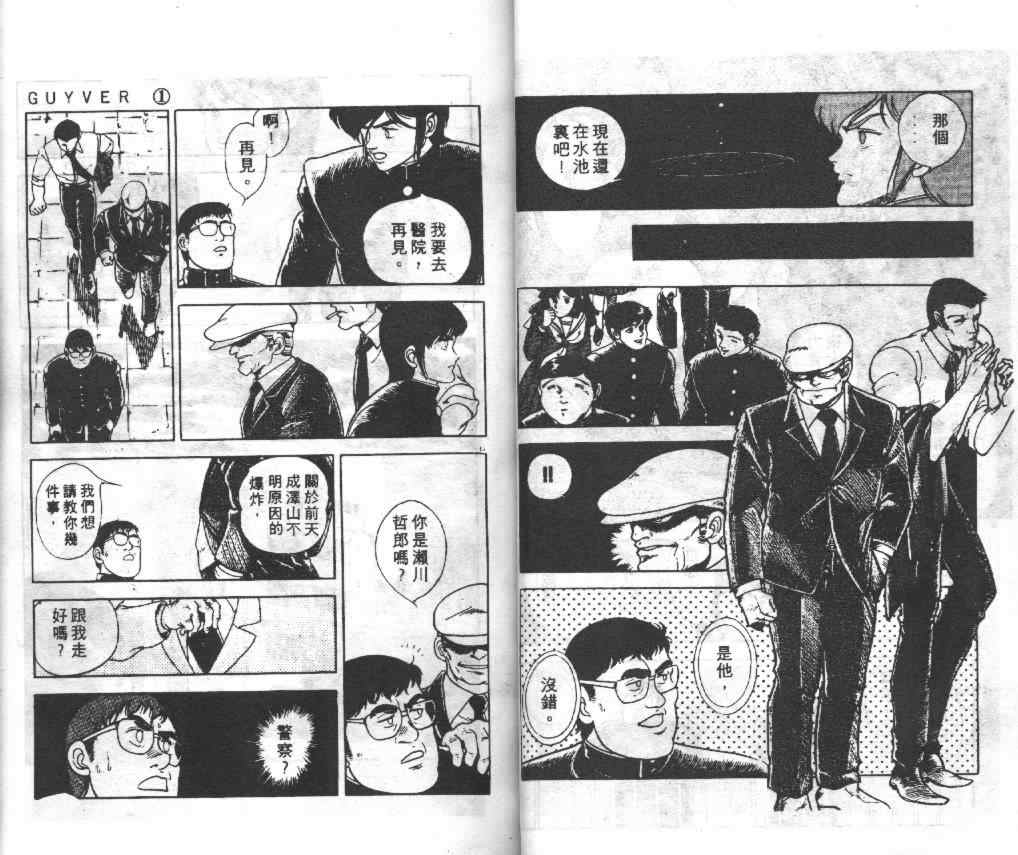 那個
……
現在還
在水池
裏吧！
!!
是他，
沒錯。
GUYVER ①
啊！
再見。
我要去
醫院，
再見。
你是瀨川
哲郎嗎？
關於前天
成澤山不
明原因的
爆炸，
我們想
請教你幾
件事，
跟我走
好嗎？
警察？